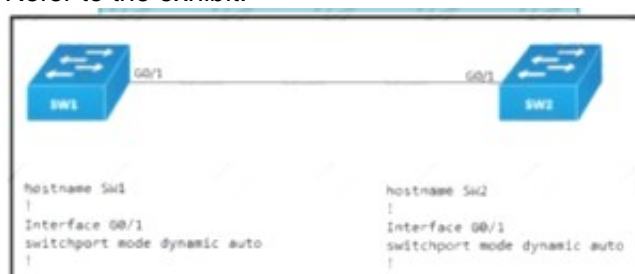 Refer to the exhibit.
G0/1
G0/1
SW1
SW2
hostname SW1
!
Interface G0/1
switchport mode dynamic auto
!
hostname SW2
!
Interface G0/1
switchport mode dynamic auto
!